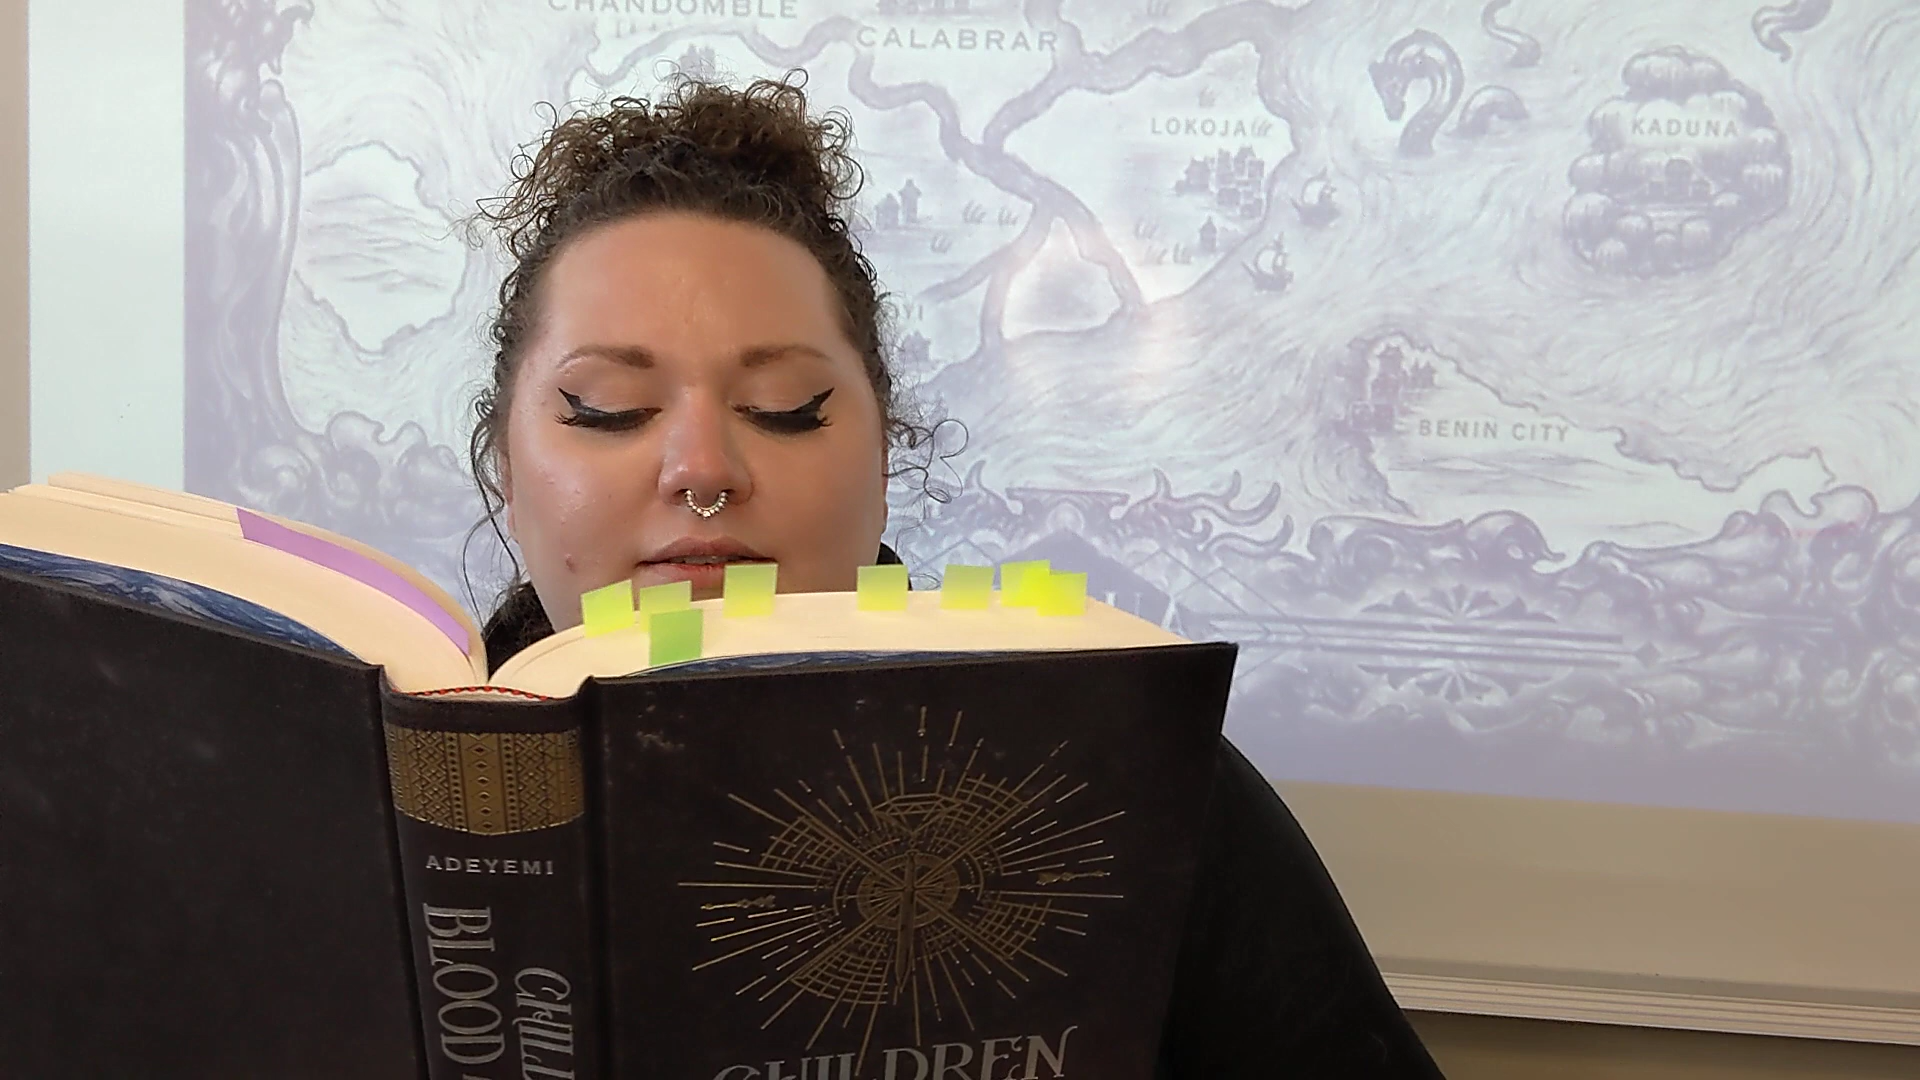 CHANDOMBLE
CALABRAR
LOKOJA
KADUNA
BENIN CITY
ADEYEMI
BLOOD
CHILD
CHILDREN